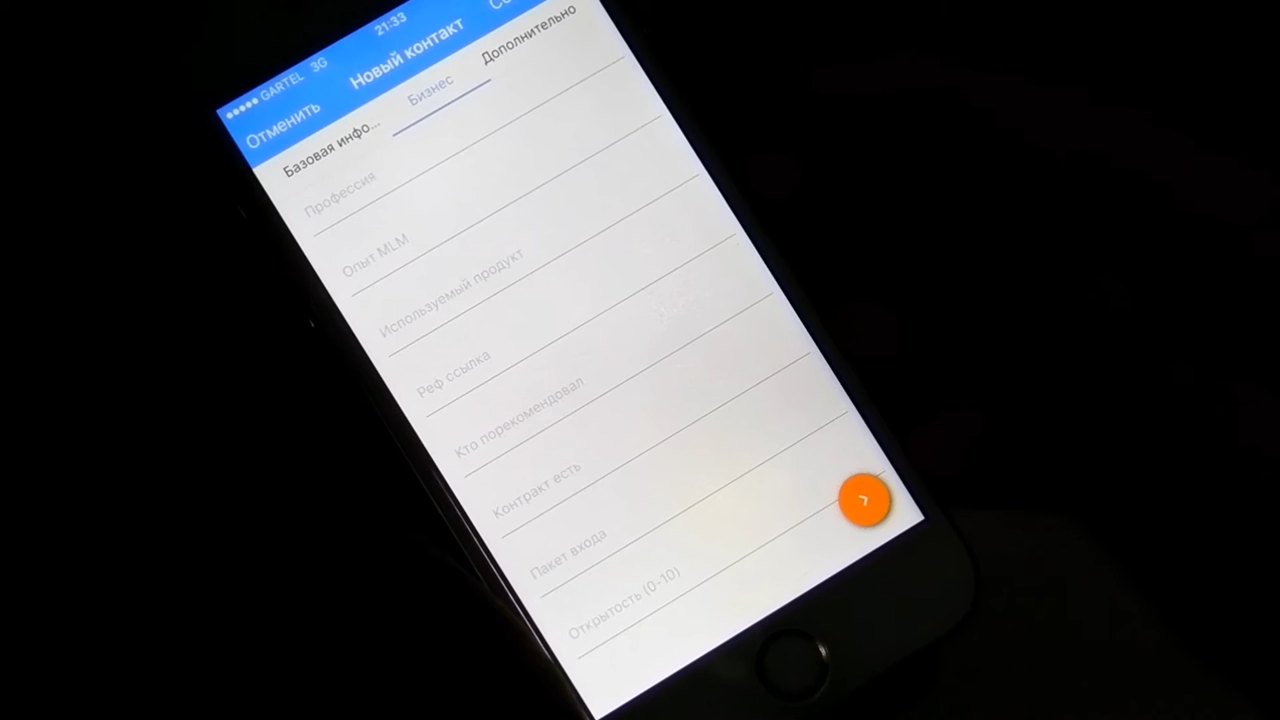 GARTEL 3G 21:33
Отменить Новый контакт
Базовая инфо... Бизнес Дополнительно
Профессия
Опыт MLM
Используемый продукт
Реф ссылка
Кто порекомендовал
Контракт есть
Пакет входа
Открытость (0-10)